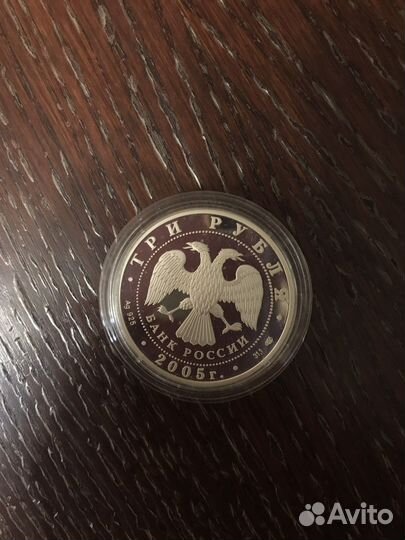 ТРИ РУБЛЯ
Ag 925
БАНК РОССИИ
31,1
2005г.
Avito